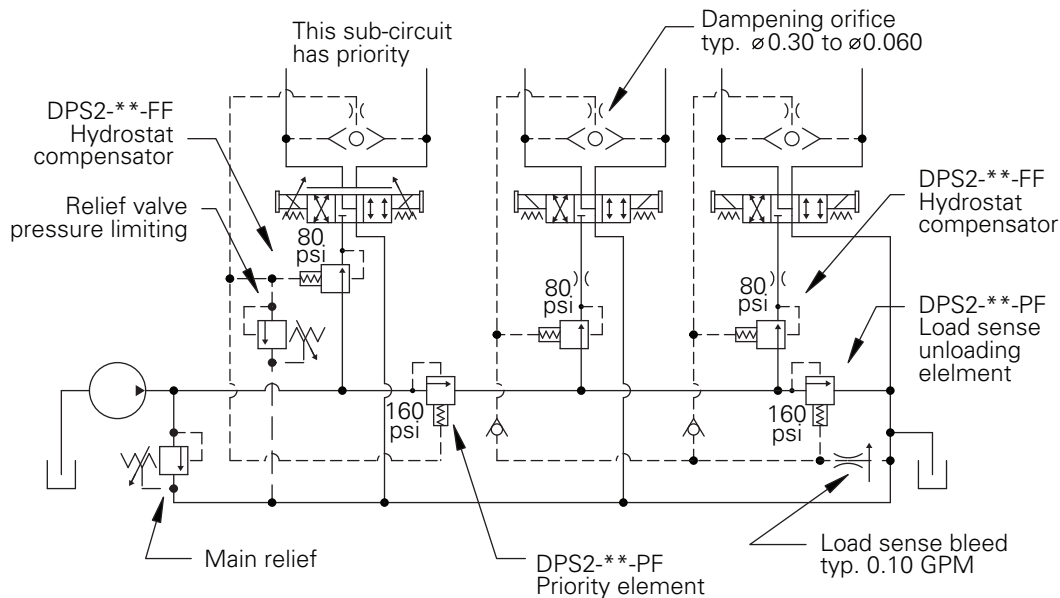 This sub-circuit
has priority
Dampening orifice
typ. ⌀0.30 to ⌀0.060
DPS2-**-FF
Hydrostat
compensator
Relief valve
pressure limiting
80
psi
80
psi
80
psi
DPS2-**-FF
Hydrostat
compensator
DPS2-**-PF
Load sense
unloading
elelment
160
psi
160
psi
Main relief
DPS2-**-PF
Priority element
Load sense bleed
typ. 0.10 GPM